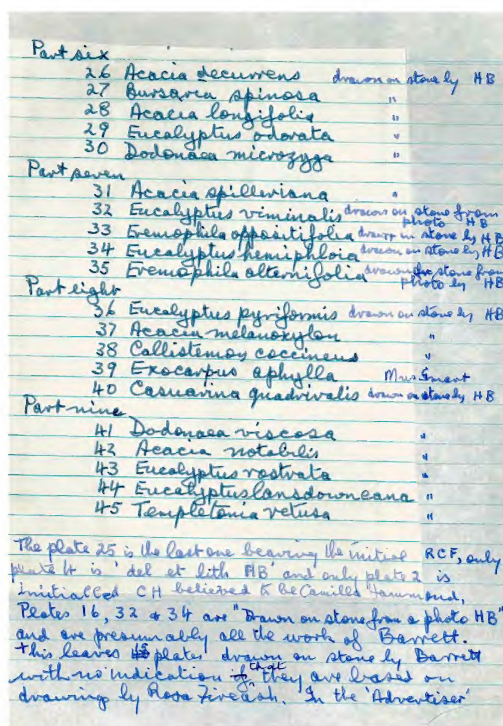 Part six
26 Acacia decurrens drawn on stone by HB
27 Bursaria spinosa "
28 Acacia longifolia "
29 Eucalyptus odorata "
30 Dodonaea microzyga "
Part seven
31 Acacia spilleriana "
32 Eucalyptus viminalis drawn on stone from photo HB
33 Eremophila oppositifolia drawn on stone by HB
34 Eucalyptus hemiphloia drawn on stone by HB
35 Eremophila alternifolia drawn on stone from photo by HB
Part eight
36 Eucalyptus pyriformis drawn on stone by HB
37 Acacia melanoxylon "
38 Callistemon coccineus "
39 Exocarpus aphylla Mrs Smart
40 Casuarina quadrivalis drawn on stone by HB
Part nine
41 Dodonaea viscosa "
42 Acacia notabilis "
43 Eucalyptus rostrata "
44 Eucalyptus lansdowneana "
45 Templetonia retusa "
The plate 25 is the last one bearing the initial RCF, only
plate 4 is 'del et lith HB' and only plate 2 is
initialled CH believed to be Camilla Hammond.
Plates 16, 32 & 34 are "Drawn on stone from a photo HB"
and are presumably all the work of Barrett.
This leaves plates drawn on stone by Barrett
with no indication that they are based on
drawing by Rosa Fiveash. In the 'Advertiser'